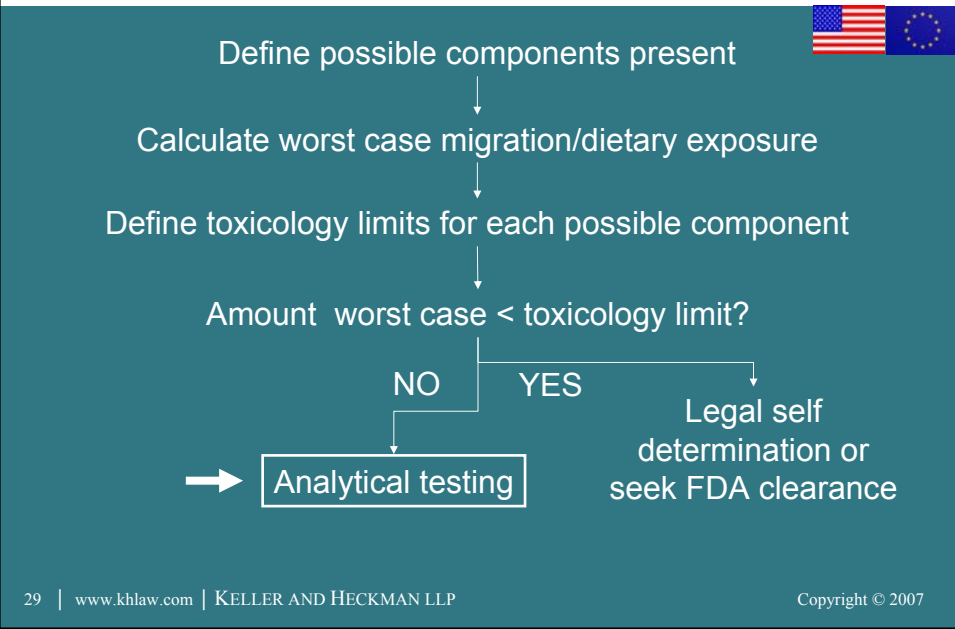 Define possible components present
Calculate worst case migration/dietary exposure
Define toxicology limits for each possible component
Amount worst case < toxicology limit?
NO YES
Legal self
determination or
seek FDA clearance
Analytical testing
29 | www.khlaw.com | KELLER AND HECKMAN LLP
Copyright © 2007